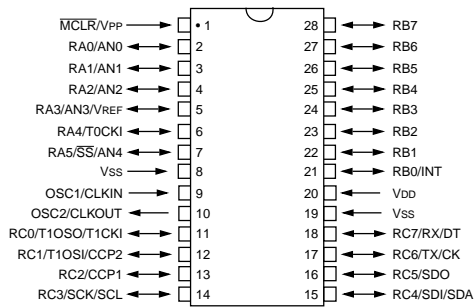 MCLR/VPP 1 28 RB7
RA0/AN0 2 27 RB6
RA1/AN1 3 26 RB5
RA2/AN2 4 25 RB4
RA3/AN3/VREF 5 24 RB3
RA4/T0CKI 6 23 RB2
RA5/SS/AN4 7 22 RB1
VSS 8 21 RB0/INT
OSC1/CLKIN 9 20 VDD
OSC2/CLKOUT 10 19 VSS
RC0/T1OSO/T1CKI 11 18 RC7/RX/DT
RC1/T1OSI/CCP2 12 17 RC6/TX/CK
RC2/CCP1 13 16 RC5/SDO
RC3/SCK/SCL 14 15 RC4/SDI/SDA